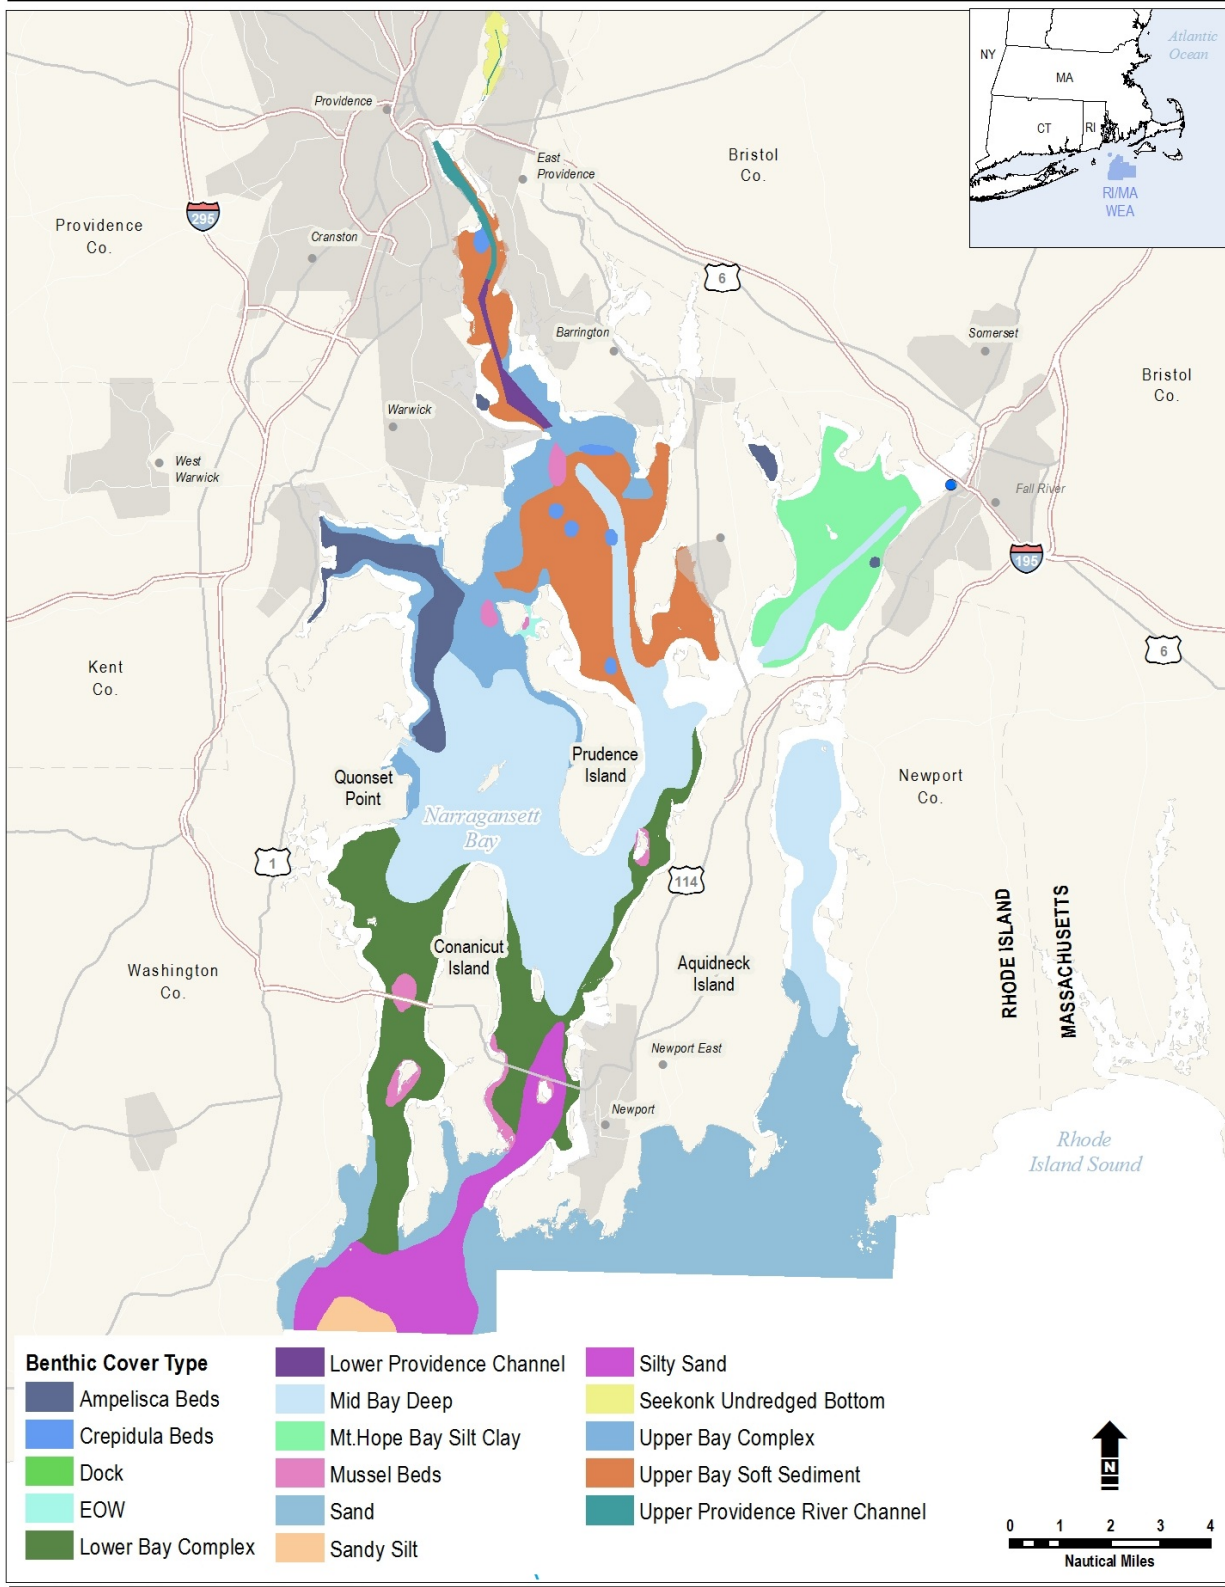 Atlantic
Ocean
NY
MA
CT
RI
RI/MA
WEA
Providence
East
Providence
Bristol
Co.
295
Providence
Co.
Cranston
6
Barrington
Somerset
Bristol
Co.
Warwick
West
Warwick
Fall River
195
6
Kent
Co.
Prudence
Island
Quonset
Point
Newport
Co.
Narragansett
Bay
1
114
RHODE ISLAND
MASSACHUSETTS
Conanicut
Island
Aquidneck
Island
Washington
Co.
Newport East
Newport
Rhode
Island Sound
Benthic Cover Type
Ampelisca Beds
Crepidula Beds
Dock
EOW
Lower Bay Complex
Lower Providence Channel
Mid Bay Deep
Mt.Hope Bay Silt Clay
Mussel Beds
Sand
Sandy Silt
Silty Sand
Seekonk Undredged Bottom
Upper Bay Complex
Upper Bay Soft Sediment
Upper Providence River Channel
N
0 1 2 3 4
Nautical Miles